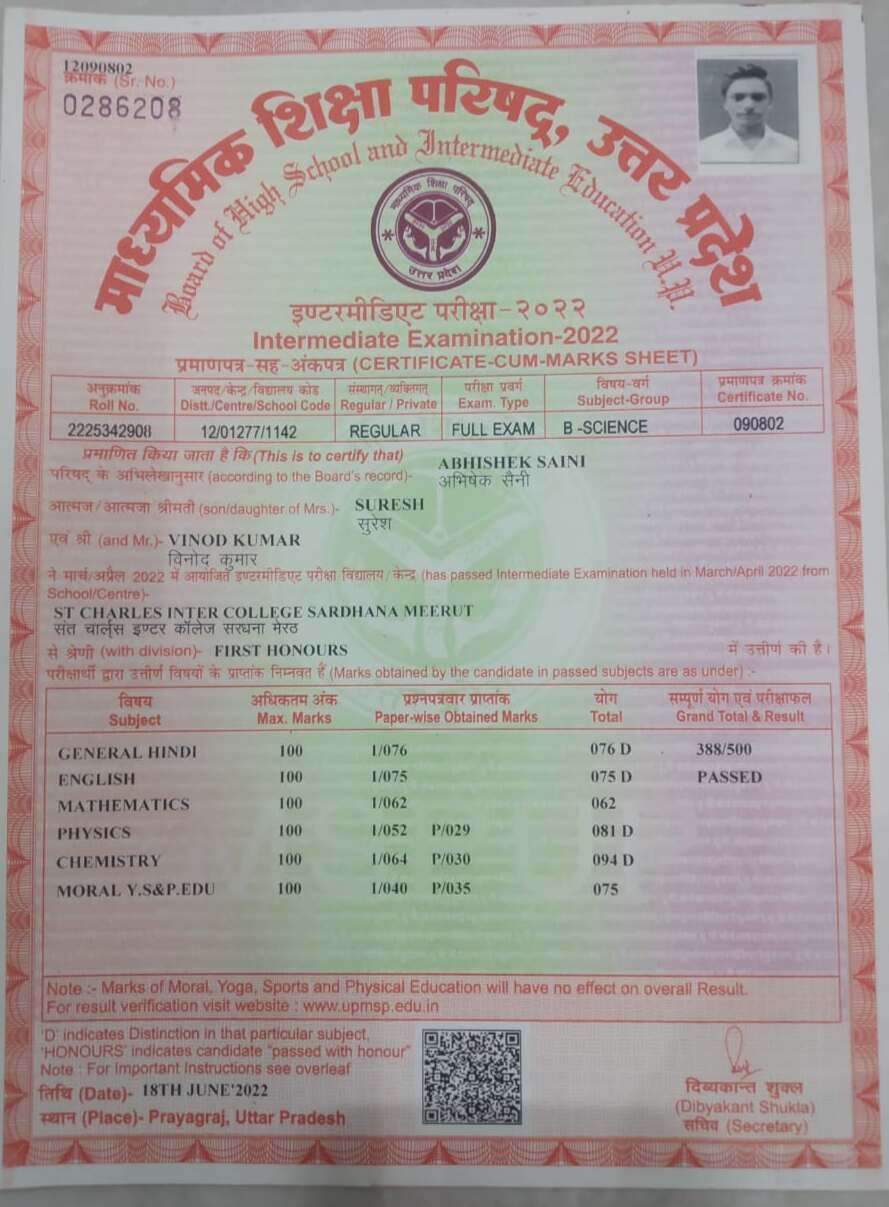 12090802
क्रमांक (Sr. No.)
0286208
माध्यमिक शिक्षा परिषद्, उत्तर प्रदेश
Board of High School and Intermediate Education U.P.
माध्यमिक शिक्षा परिषद्
उत्तर प्रदेश
इण्टरमीडिएट परीक्षा-२०२२
Intermediate Examination-2022
प्रमाणपत्र-सह-अंकपत्र (CERTIFICATE-CUM-MARKS SHEET)
अनुक्रमांक जनपद/केन्द्र/विद्यालय कोड संस्थागत/व्यक्तिगत परीक्षा प्रवर्ग विषय-वर्ग प्रमाणपत्र क्रमांक
Roll No. Distt./Centre/School Code Regular / Private Exam. Type Subject-Group Certificate No.
2225342908 12/01277/1142 REGULAR FULL EXAM B -SCIENCE 090802
प्रमाणित किया जाता है कि (This is to certify that) ABHISHEK SAINI
परिषद् के अभिलेखानुसार (according to the Board's record)- अभिषेक सैनी
आत्मज/आत्मजा श्रीमती (son/daughter of Mrs.)- SURESH
सुरेश
एवं श्री (and Mr.)- VINOD KUMAR
विनोद कुमार
ने मार्च/अप्रैल 2022 में आयोजित इण्टरमीडिएट परीक्षा विद्यालय/केन्द्र (has passed Intermediate Examination held in March/April 2022 from
School/Centre)-
ST CHARLES INTER COLLEGE SARDHANA MEERUT
संत चार्ल्स इण्टर कॉलेज सरधना मेरठ
से श्रेणी (with division)- FIRST HONOURS में उत्तीर्ण की है।
परीक्षार्थी द्वारा उत्तीर्ण विषयों के प्राप्तांक निम्नवत हैं (Marks obtained by the candidate in passed subjects are as under) :-
विषय अधिकतम अंक प्रश्नपत्रवार प्राप्तांक योग सम्पूर्ण योग एवं परीक्षाफल
Subject Max. Marks Paper-wise Obtained Marks Total Grand Total & Result
GENERAL HINDI 100 1/076 076 D 388/500
ENGLISH 100 1/075 075 D PASSED
MATHEMATICS 100 1/062 062
PHYSICS 100 1/052 P/029 081 D
CHEMISTRY 100 1/064 P/030 094 D
MORAL Y.S&P.EDU 100 1/040 P/035 075
Note :- Marks of Moral, Yoga, Sports and Physical Education will have no effect on overall Result.
For result verification visit website : www.upmsp.edu.in
'D' indicates Distinction in that particular subject,
'HONOURS' indicates candidate "passed with honour"
Note : For Important Instructions see overleaf
तिथि (Date)- 18TH JUNE'2022
स्थान (Place)- Prayagraj, Uttar Pradesh
दिव्यकान्त शुक्ल
(Dibyakant Shukla)
सचिव (Secretary)